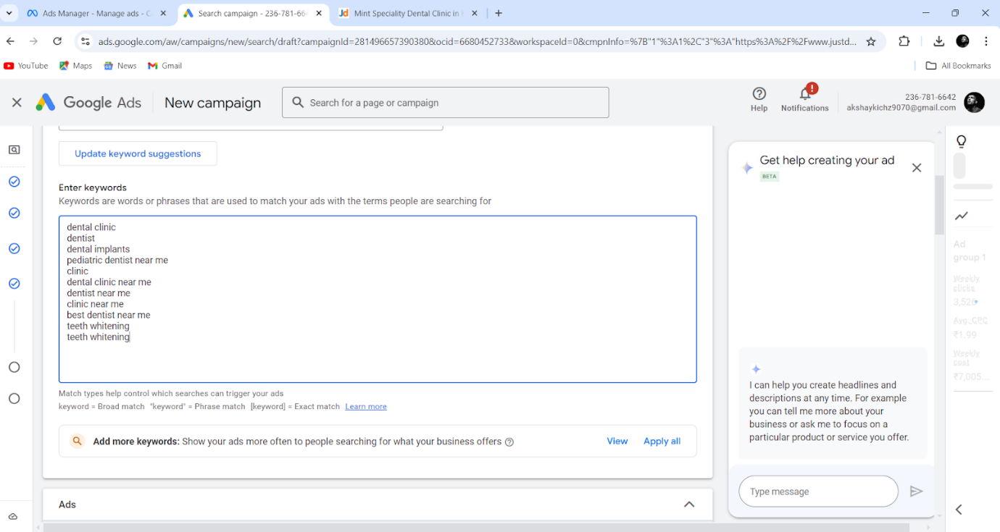 Ads Manager - Manage ads - C
Search campaign - 236-781-664
Jd Mint Speciality Dental Clinic in
ads.google.com/aw/campaigns/new/search/draft?campaignId=281496657390380&ocid=6680452733&workspaceId=0&cmpnInfo=%7B"1"%3A1%2C"3"%3A"https%3A%2F%2Fwww.justd...
YouTube Maps News Gmail All Bookmarks
Google Ads New campaign
Search for a page or campaign
Help
Notifications
236-781-6642
akshaykichz9070@gmail.com
Update keyword suggestions
Enter keywords
Keywords are words or phrases that are used to match your ads with the terms people are searching for
dental clinic
dentist
dental implants
pediatric dentist near me
clinic
dental clinic near me
dentist near me
clinic near me
best dentist near me
teeth whitening
teeth whitening
Match types help control which searches can trigger your ads
keyword = Broad match "keyword" = Phrase match [keyword] = Exact match Learn more
Add more keywords: Show your ads more often to people searching for what your business offers View Apply all
Ads
Get help creating your ad
BETA
I can help you create headlines and
descriptions at any time. For example
you can tell me more about your
business or ask me to focus on a
particular product or service you offer.
Type message
Ad
group 1
Weekly
clicks
3,526
Avg. CPC
₹1.99
Weekly
cost
₹7,005...